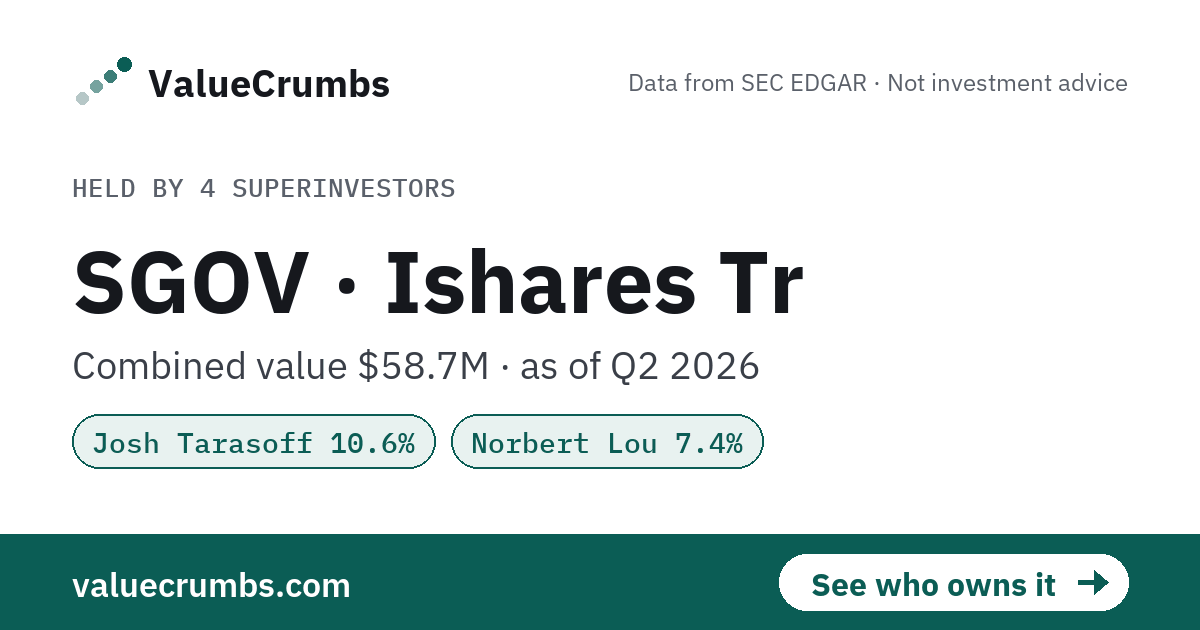 ValueCrumbs
Data from SEC EDGAR · Not investment advice
HELD BY 4 SUPERINVESTORS
SGOV · Ishares Tr
Combined value $58.7M · as of Q2 2026
Josh Tarasoff 10.6%
Norbert Lou 7.4%
valuecrumbs.com
See who owns it →